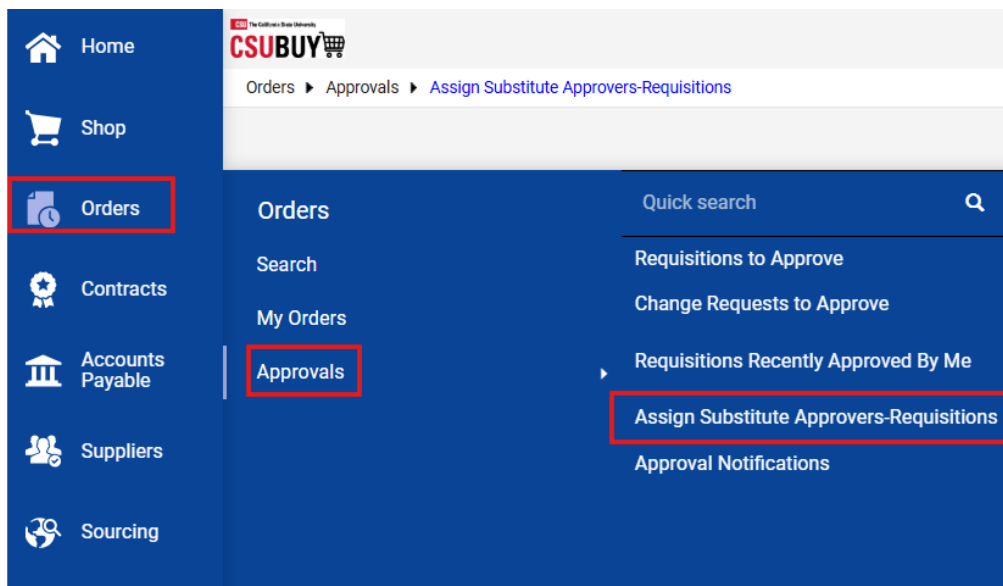 Home
CSU The California State University
CSUBUY
Orders ▶ Approvals ▶ Assign Substitute Approvers-Requisitions
Shop
Orders
Contracts
Accounts
Payable
Suppliers
Sourcing
Orders
Search
My Orders
Approvals
Quick search
Requisitions to Approve
Change Requests to Approve
Requisitions Recently Approved By Me
Assign Substitute Approvers-Requisitions
Approval Notifications